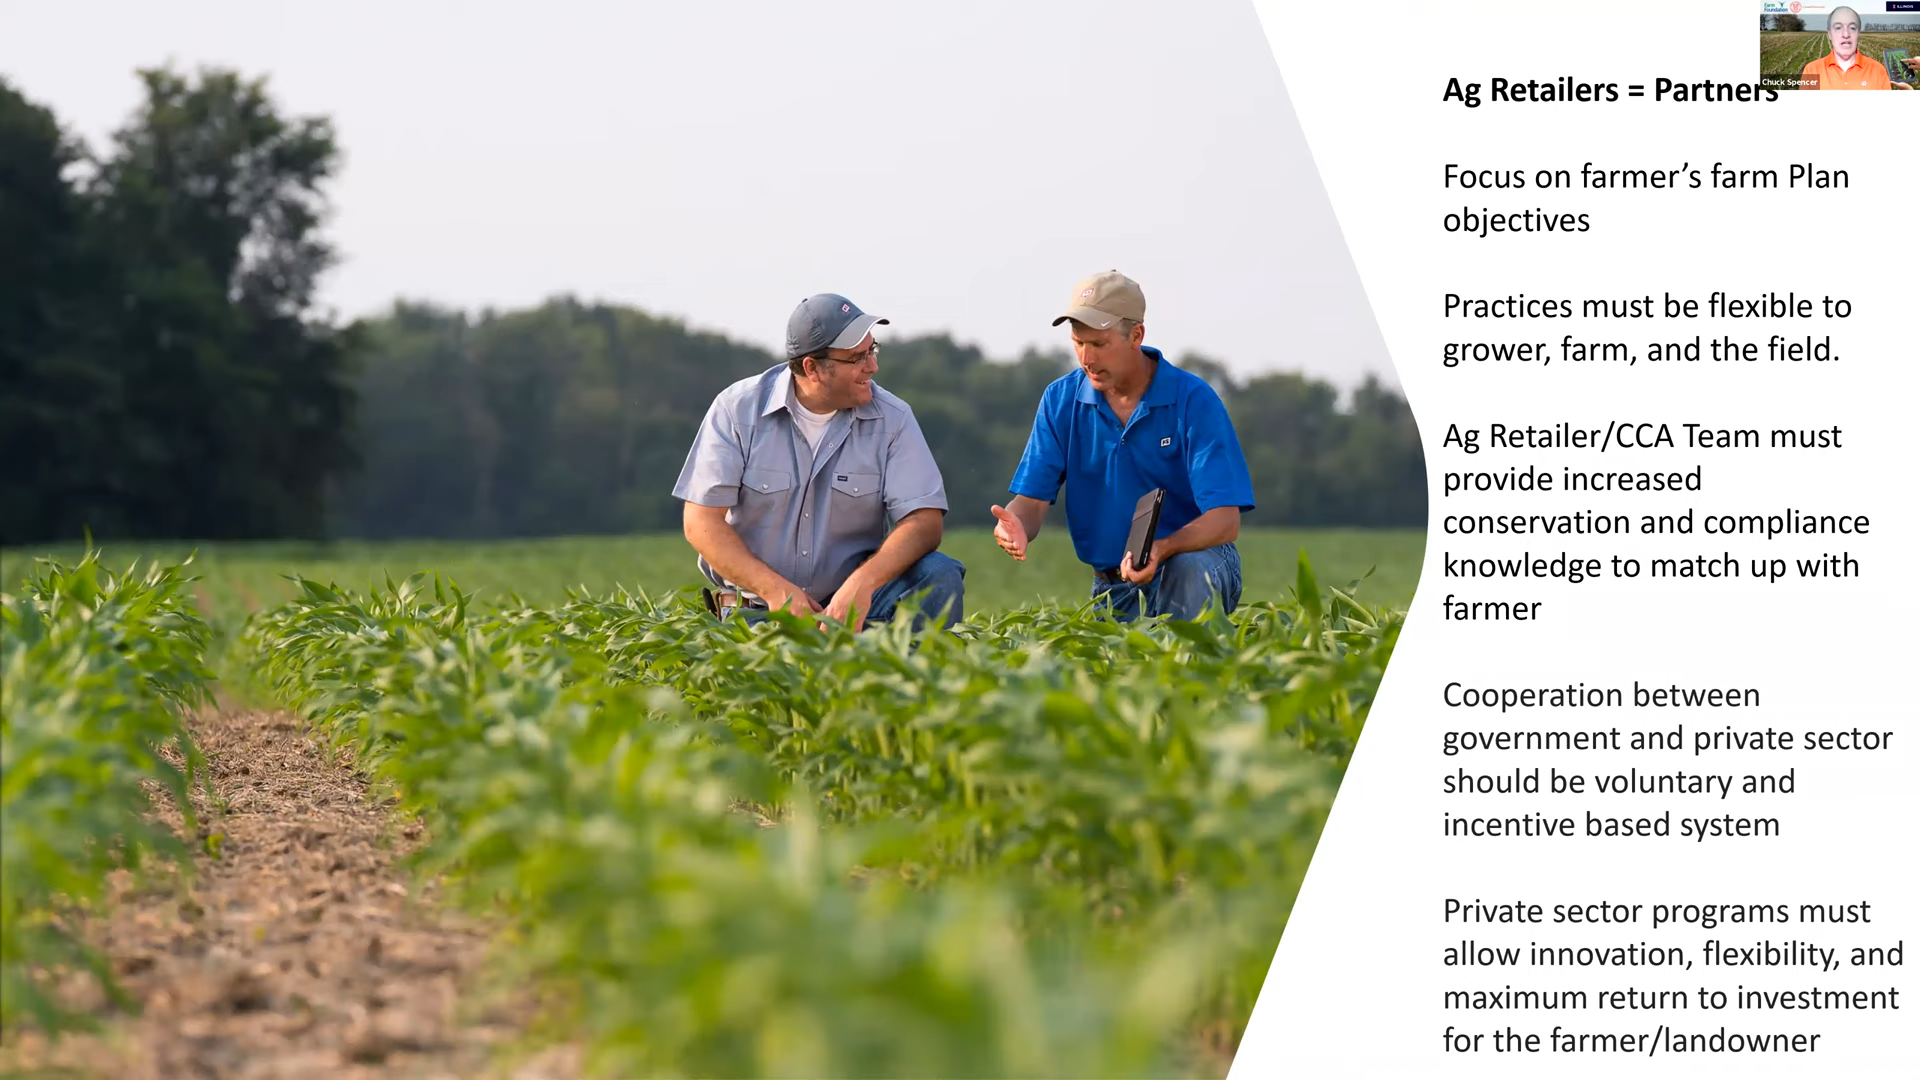 Farm
Foundation
ILLINOIS
Chuck Spencer
Ag Retailers = Partners
Focus on farmer’s farm Plan
objectives
Practices must be flexible to
grower, farm, and the field.
Ag Retailer/CCA Team must
provide increased
conservation and compliance
knowledge to match up with
farmer
Cooperation between
government and private sector
should be voluntary and
incentive based system
Private sector programs must
allow innovation, flexibility, and
maximum return to investment
for the farmer/landowner